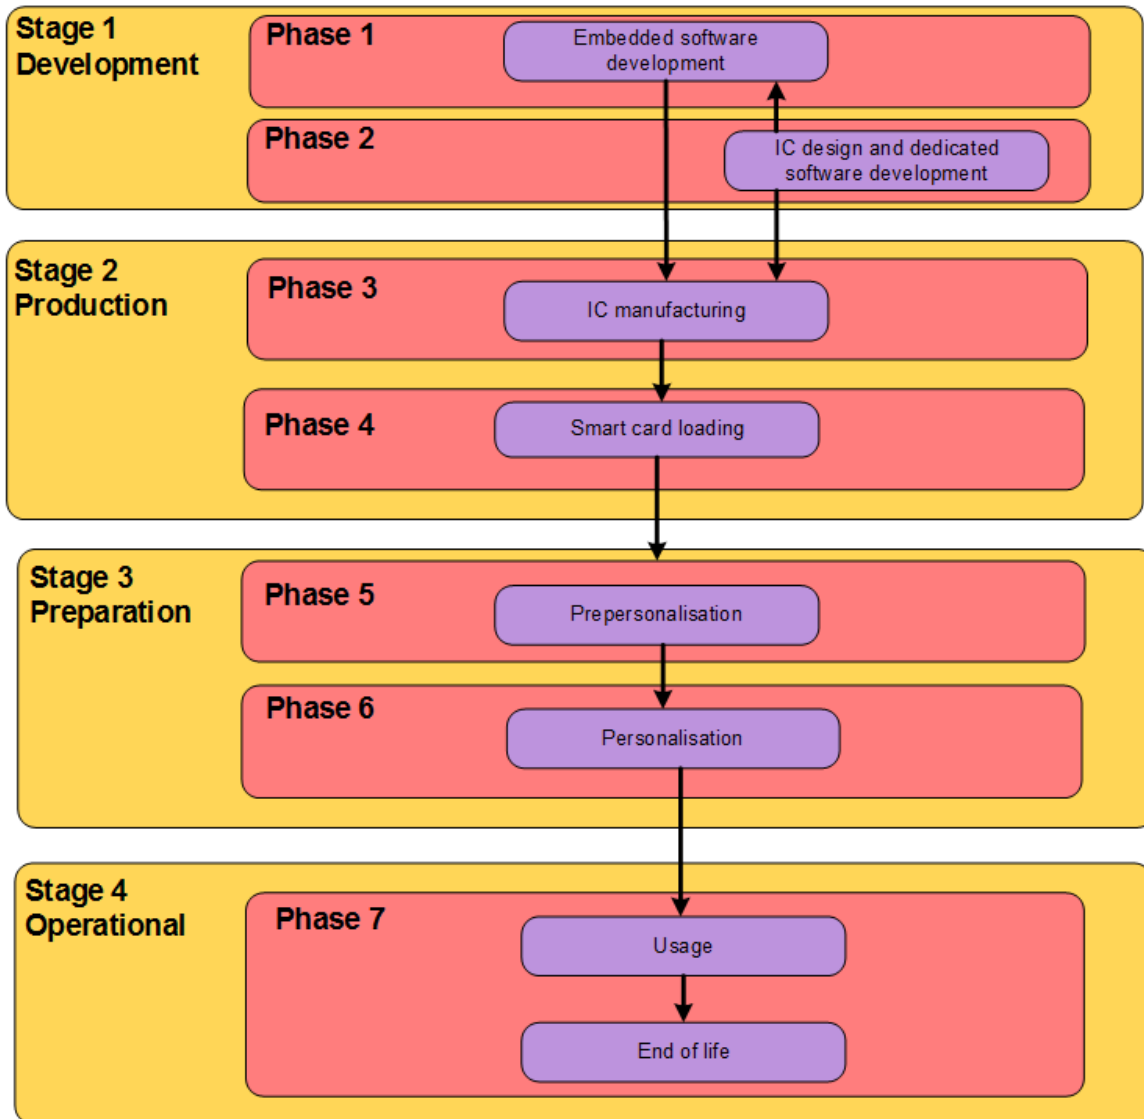 Stage 1
Development
Phase 1
Embedded software
development
Phase 2
IC design and dedicated
software development
Stage 2
Production
Phase 3
IC manufacturing
Phase 4
Smart card loading
Stage 3
Preparation
Phase 5
Prepersonalisation
Phase 6
Personalisation
Stage 4
Operational
Phase 7
Usage
End of life